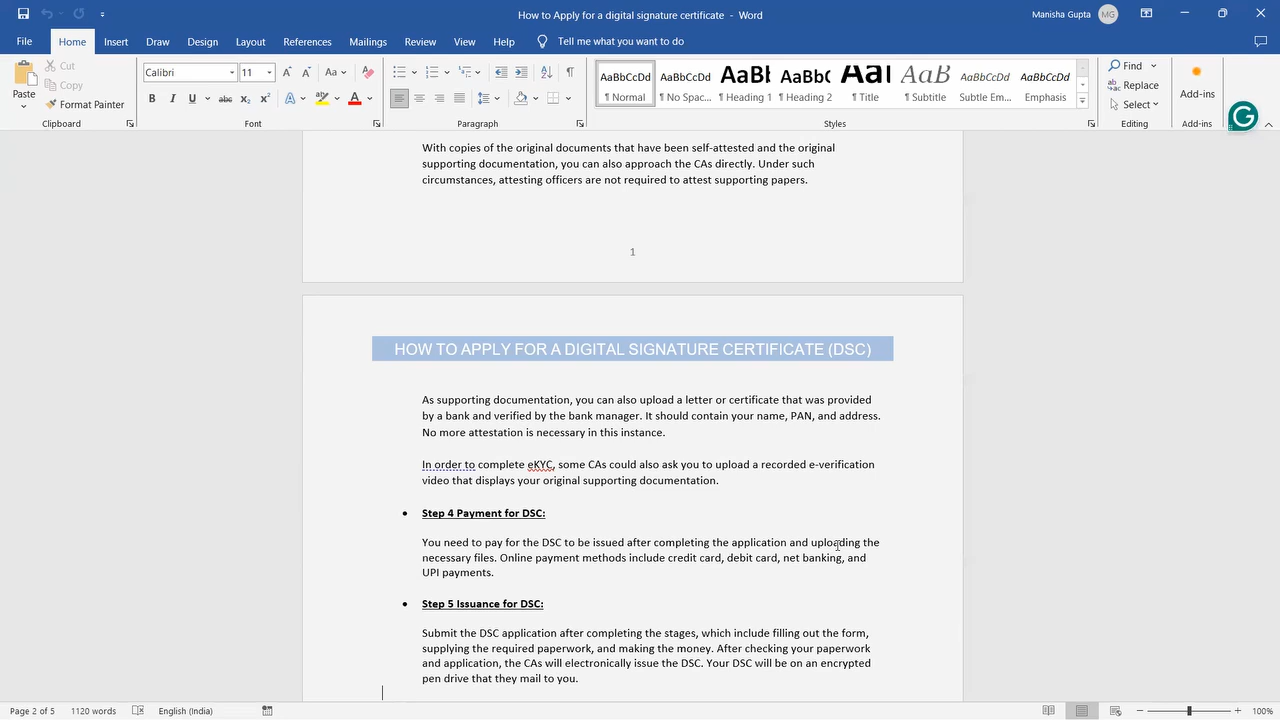 How to Apply for a digital signature certificate - Word
Manisha Gupta MG
File Home Insert Draw Design Layout References Mailings Review View Help Tell me what you want to do
Paste
Cut
Copy
Format Painter
Calibri 11
Aa
B I U abc x₂ x² A A
AaBbCcDd AaBbCcDd AaBbC AaBbC AaB AaB AaBbCcDd AaBbCcDd
¶ Normal ¶ No Spac... ¶ Heading 1 ¶ Heading 2 ¶ Title ¶ Subtitle Subtle Em... Emphasis
Find
Replace
Select
Add-ins
Clipboard Font Paragraph Styles Editing Add-ins
With copies of the original documents that have been self-attested and the original
supporting documentation, you can also approach the CAs directly. Under such
circumstances, attesting officers are not required to attest supporting papers.
1
HOW TO APPLY FOR A DIGITAL SIGNATURE CERTIFICATE (DSC)
As supporting documentation, you can also upload a letter or certificate that was provided
by a bank and verified by the bank manager. It should contain your name, PAN, and address.
No more attestation is necessary in this instance.
In order to complete eKYC, some CAs could also ask you to upload a recorded e-verification
video that displays your original supporting documentation.
• Step 4 Payment for DSC:
You need to pay for the DSC to be issued after completing the application and uploading the
necessary files. Online payment methods include credit card, debit card, net banking, and
UPI payments.
• Step 5 Issuance for DSC:
Submit the DSC application after completing the stages, which include filling out the form,
supplying the required paperwork, and making the money. After checking your paperwork
and application, the CAs will electronically issue the DSC. Your DSC will be on an encrypted
pen drive that they mail to you.
Page 2 of 5 1120 words English (India) 100%